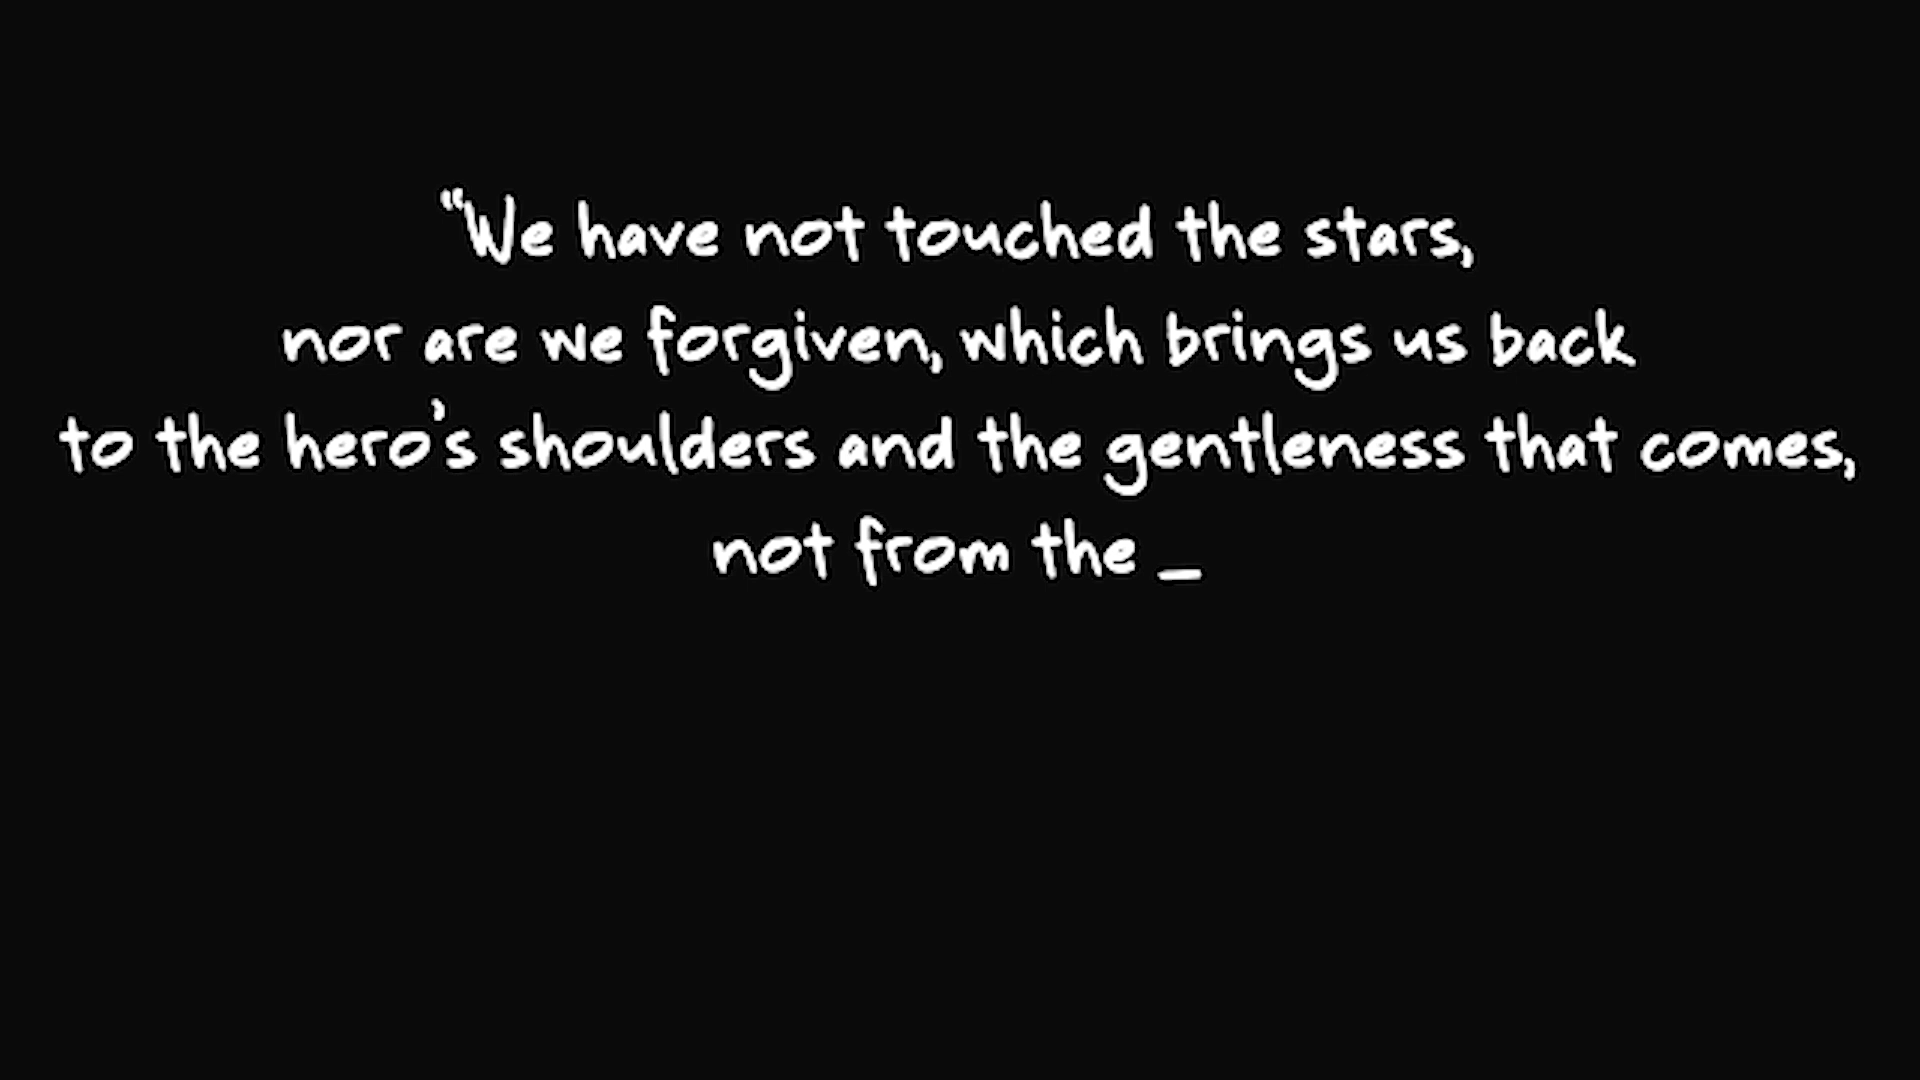 “We have not touched the stars,
nor are we forgiven, which brings us back
to the hero's shoulders and the gentleness that comes,
not from the _